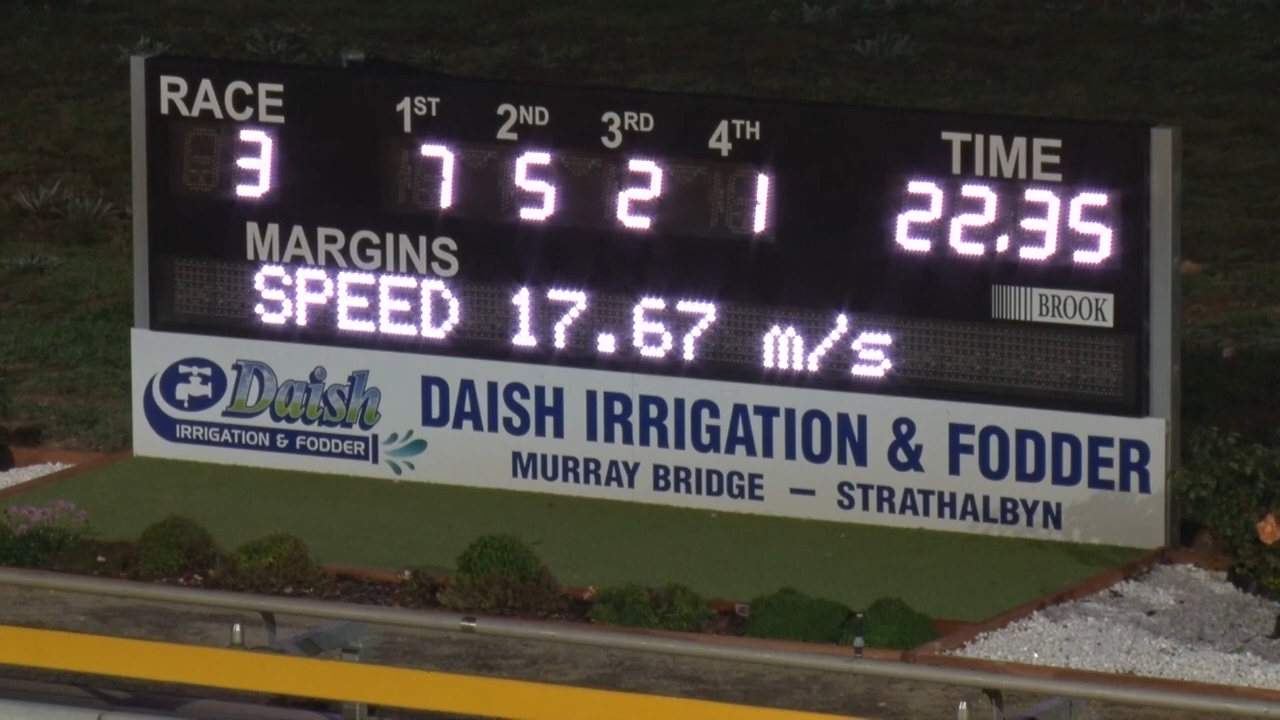 RACE 1ST 2ND 3RD 4TH TIME
3 7 5 2 1 22.35
MARGINS
SPEED 17.67 m/s
BROOK
Daish
IRRIGATION & FODDER
DAISH IRRIGATION & FODDER
MURRAY BRIDGE — STRATHALBYN